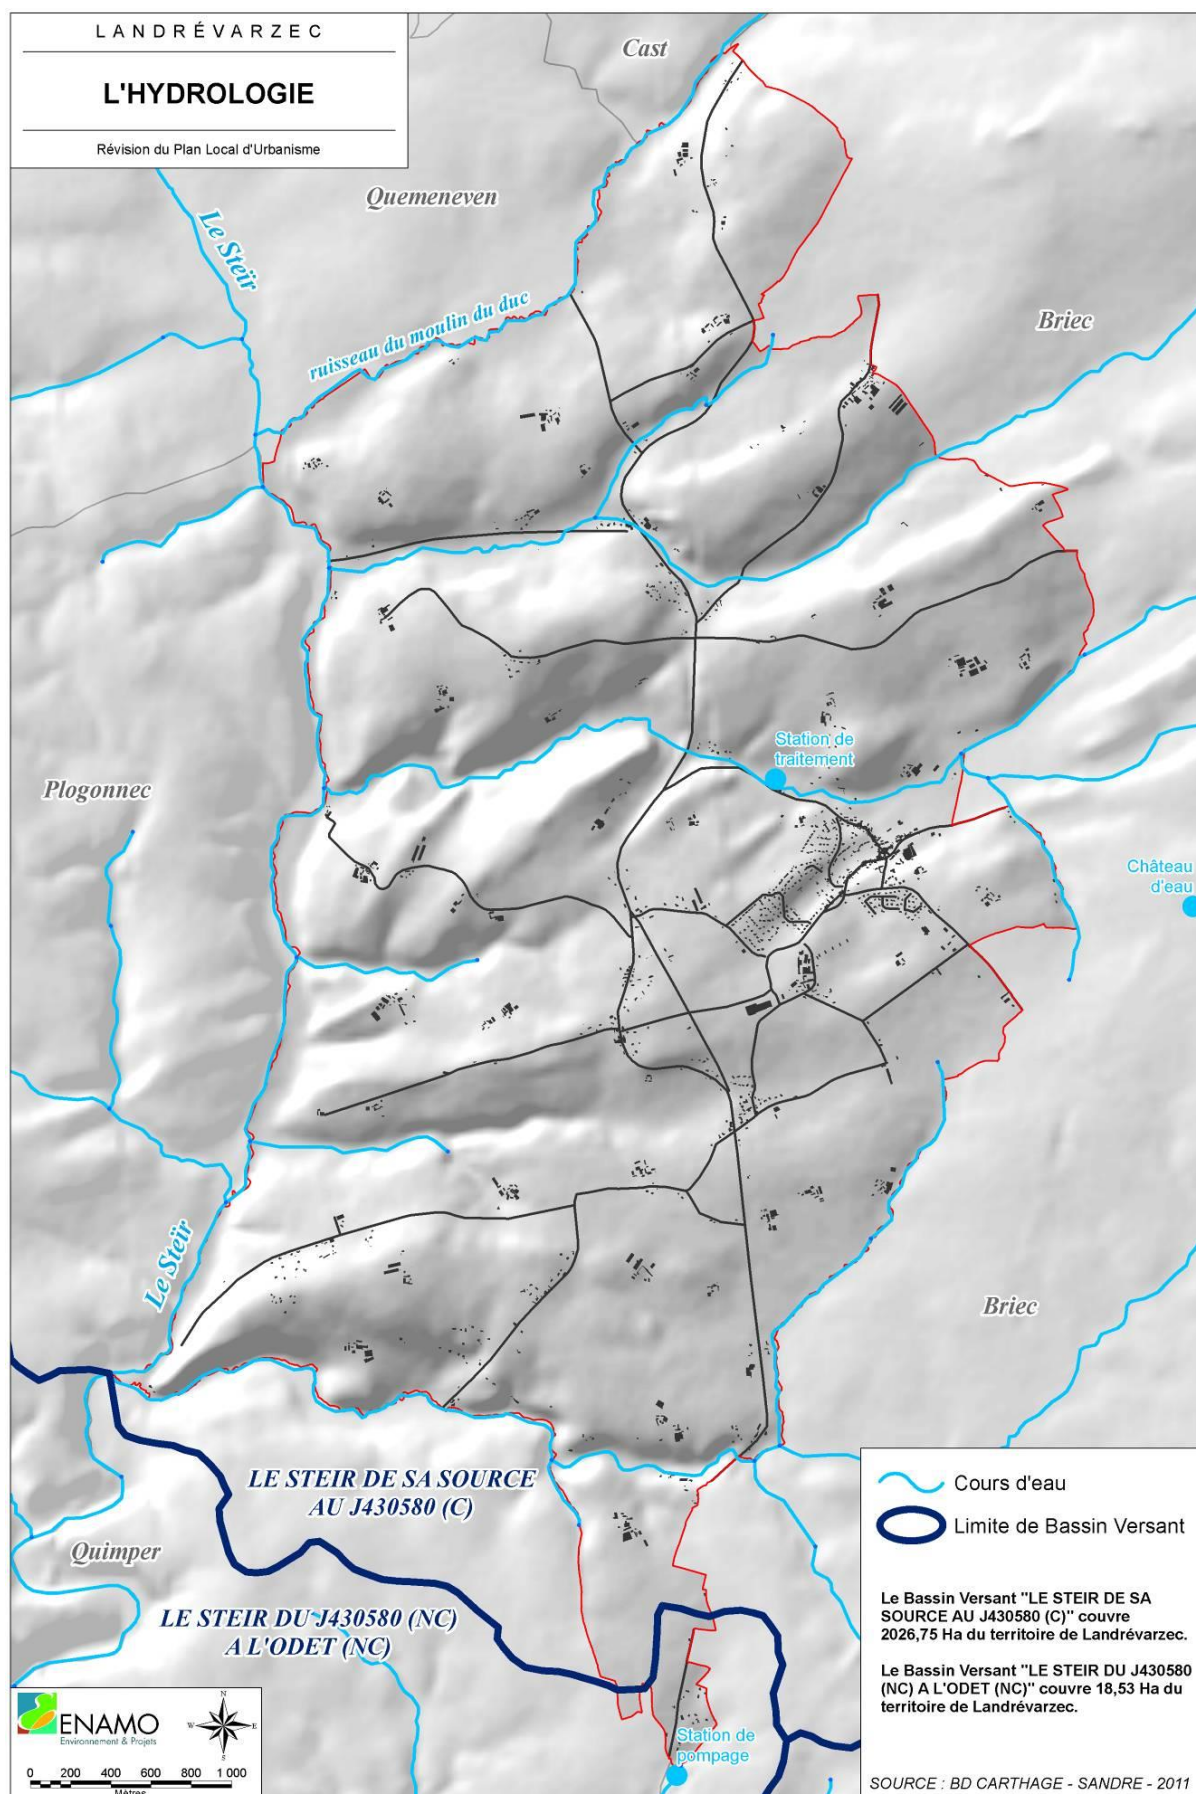 LANDRÉVARZEC
L'HYDROLOGIE
Révision du Plan Local d'Urbanisme
Cast
Quemeneven
Le Steïr
ruisseau du moulin du duc
Briec
Station de
traitement
Plogonnec
Château
d'eau
Le Steïr
Briec
LE STEIR DE SA SOURCE
AU J430580 (C)
Quimper
LE STEIR DU J430580 (NC)
A L'ODET (NC)
Station de
pompage
Cours d'eau
Limite de Bassin Versant
Le Bassin Versant "LE STEIR DE SA
SOURCE AU J430580 (C)" couvre
2026,75 Ha du territoire de Landrévarzec.
Le Bassin Versant "LE STEIR DU J430580
(NC) A L'ODET (NC)" couvre 18,53 Ha du
territoire de Landrévarzec.
SOURCE : BD CARTHAGE - SANDRE - 2011
ENAMO
Environnement & Projets
N
W E
S
0 200 400 600 800 1 000
Mètres